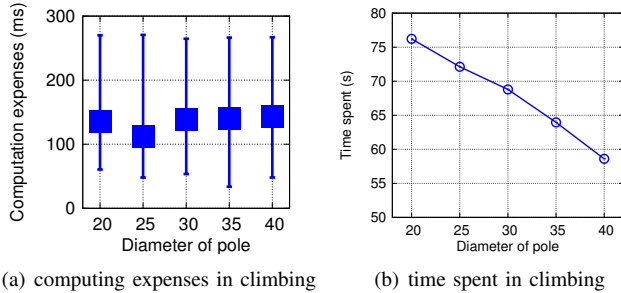 Computation expenses (ms)
300
200
100
0
20 25 30 35 40
Diameter of pole
(a) computing expenses in climbing
Time spent (s)
80
75
70
65
60
55
50
20 25 30 35 40
Diameter of pole
(b) time spent in climbing